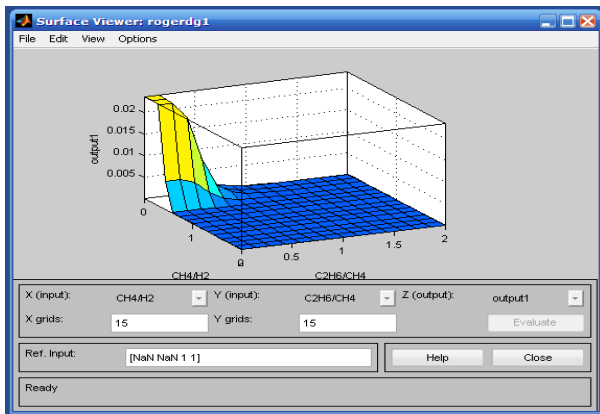 Surface Viewer: rogerdg1
File Edit View Options
0.02
0.015
0.01
0.005
output1
0
1
2
0
0.5
1
1.5
2
CH4/H2
C2H6/CH4
X (input): CH4/H2 Y (input): C2H6/CH4 Z (output): output1
X grids: 15 Y grids: 15 Evaluate
Ref. Input: [NaN NaN 1 1] Help Close
Ready